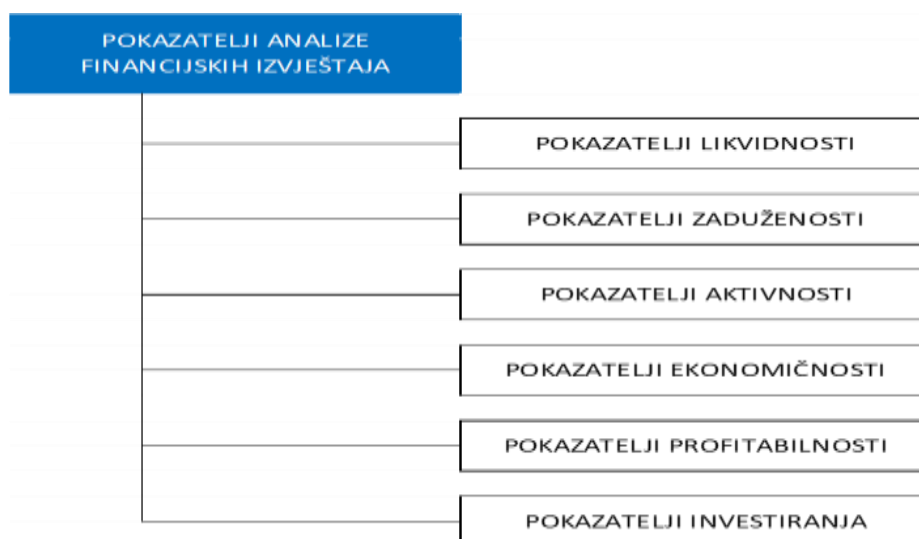 POKAZATELJI ANALIZE
FINANCIJSKIH IZVJEŠTAJA
POKAZATELJI LIKVIDNOSTI
POKAZATELJI ZADUŽENOSTI
POKAZATELJI AKTIVNOSTI
POKAZATELJI EKONOMIČNOSTI
POKAZATELJI PROFITABILNOSTI
POKAZATELJI INVESTIRANJA